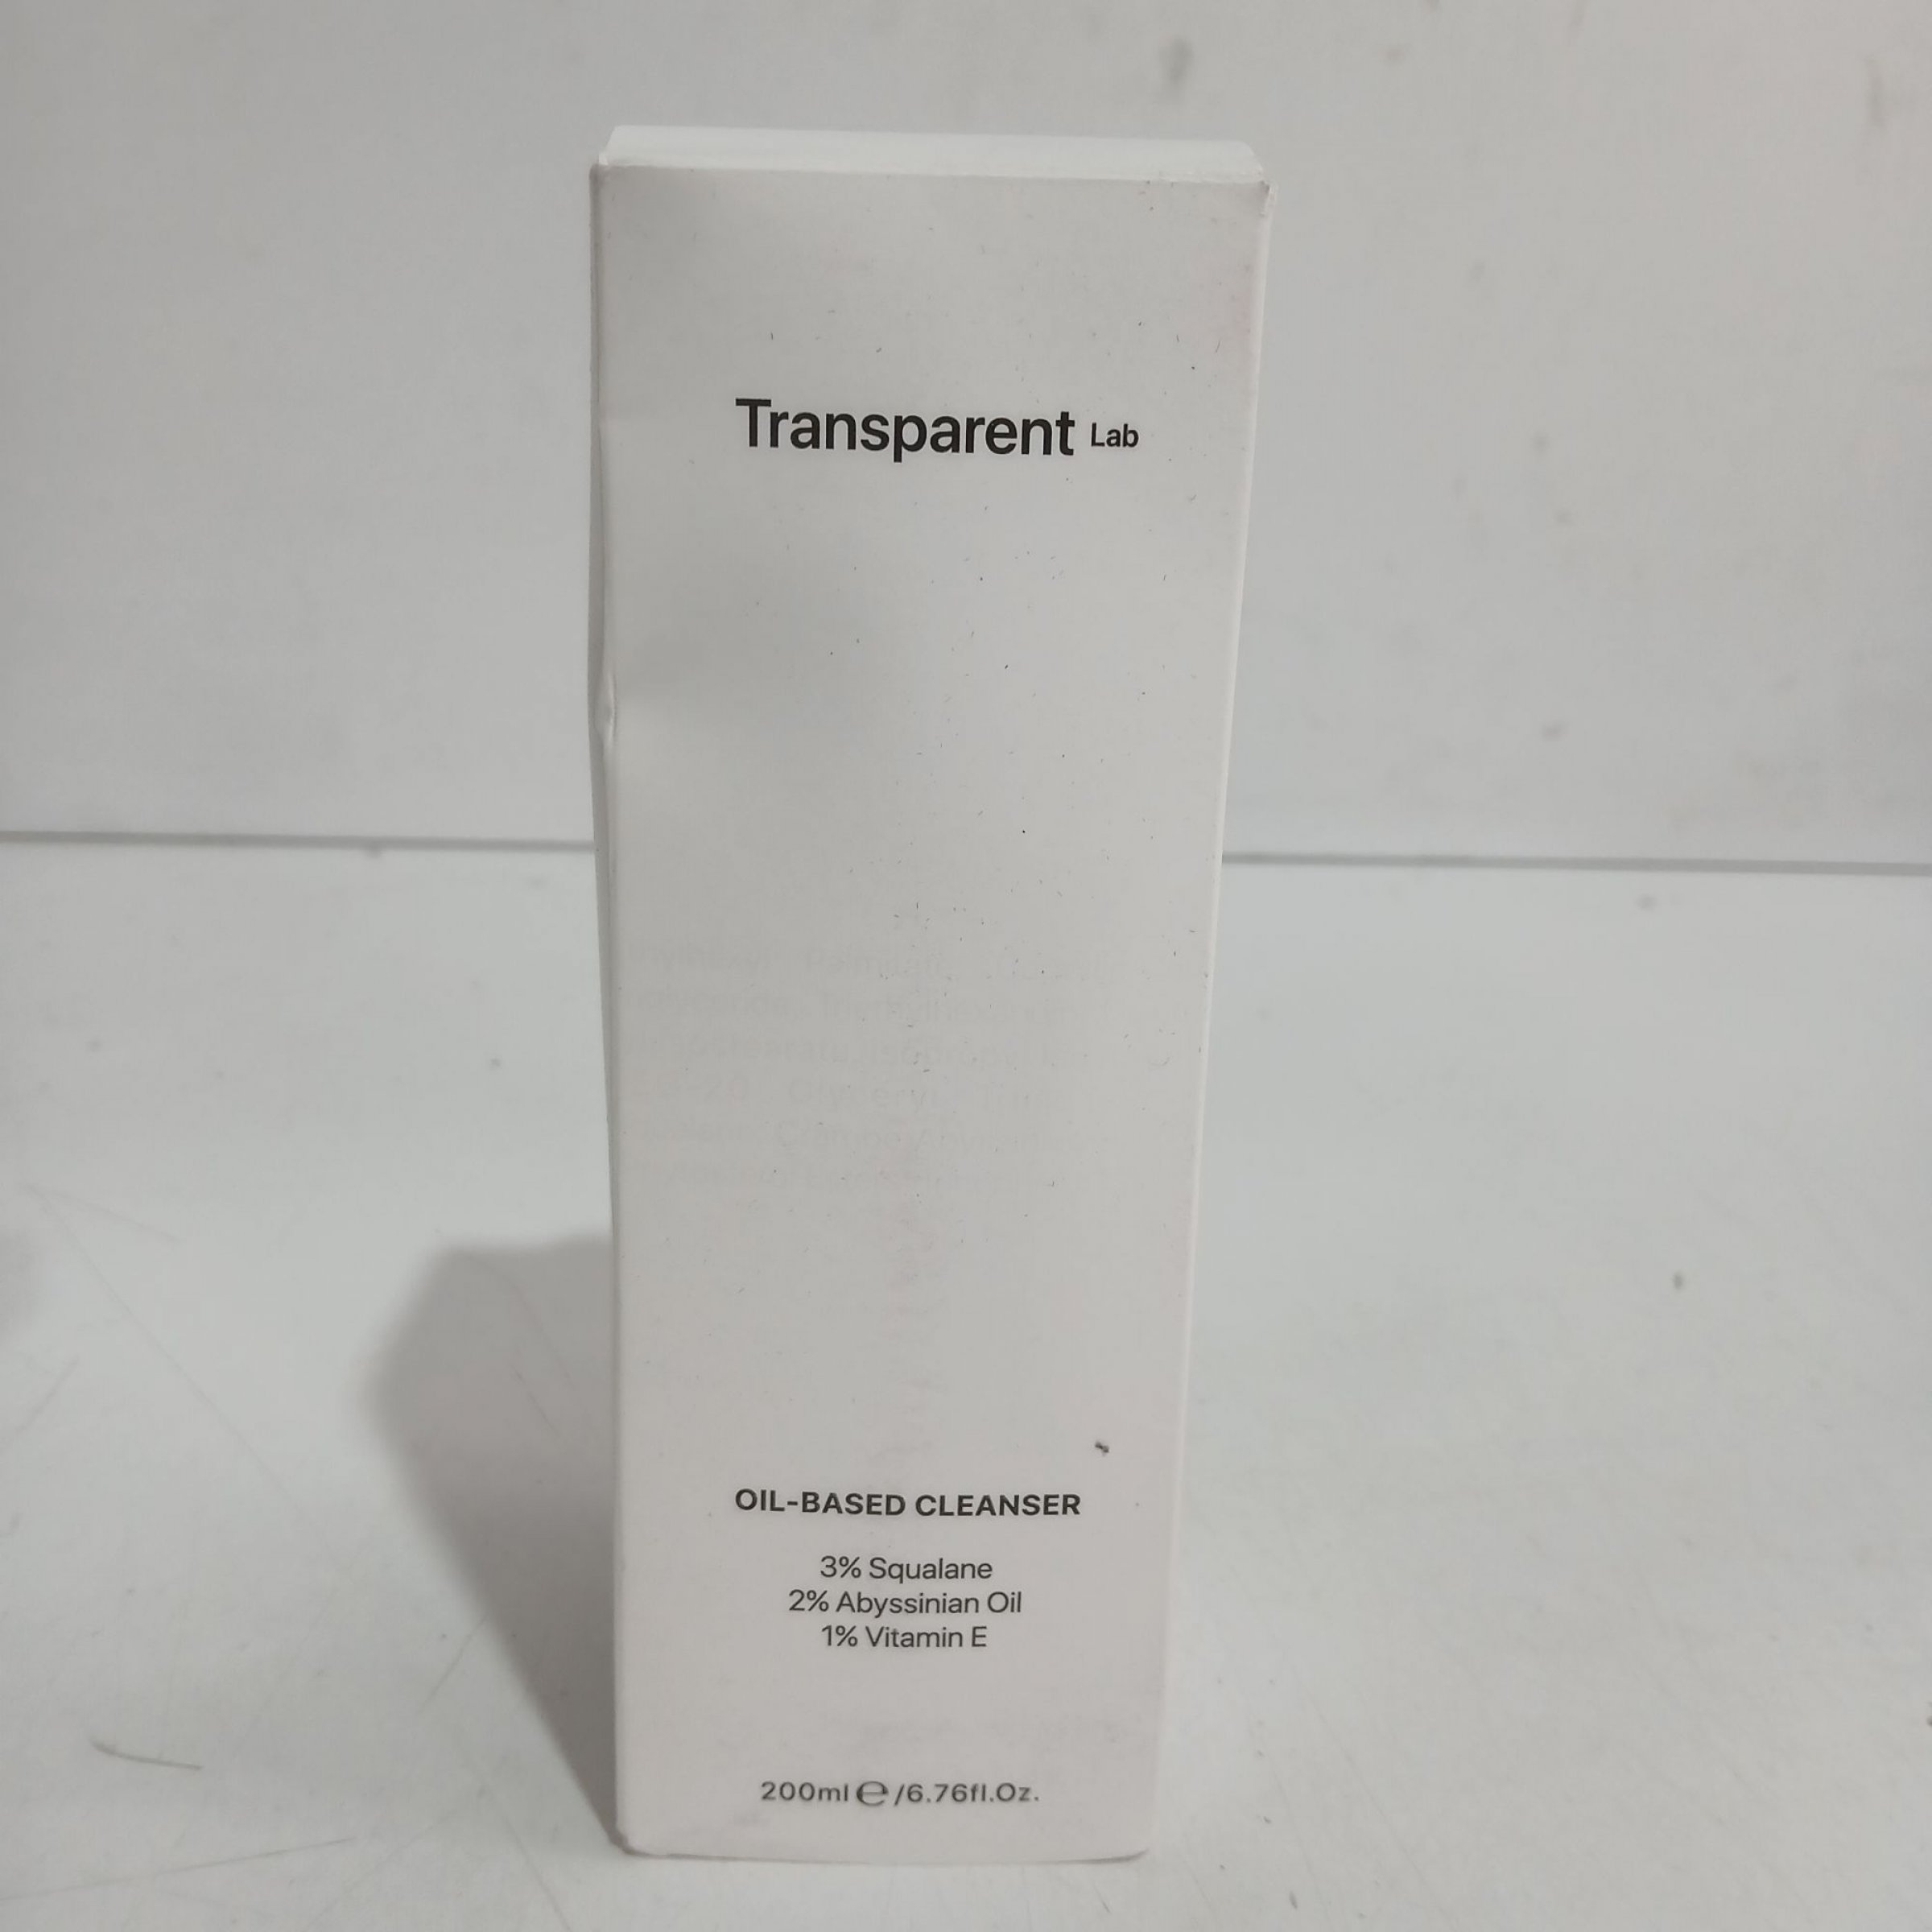 Transparent Lab
OIL-BASED CLEANSER
3% Squalane
2% Abyssinian Oil
1% Vitamin E
200ml ℮ /6.76fl.Oz.